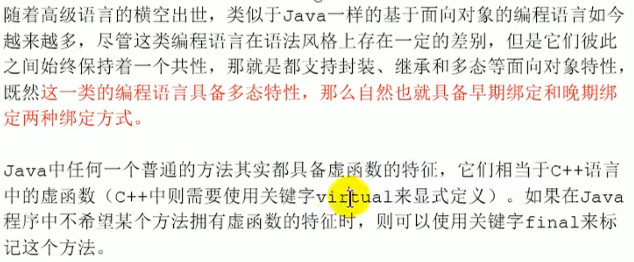 随着高级语言的横空出世，类似于Java一样的基于面向对象的编程语言如今
越来越多，尽管这类编程语言在语法风格上存在一定的差别，但是它们彼此
之间始终保持着一个共性，那就是都支持封装、继承和多态等面向对象特性，
既然这一类的编程语言具备多态特性，那么自然也就具备早期绑定和晚期绑
定两种绑定方式。
Java中任何一个普通的方法其实都具备虚函数的特征，它们相当于C++语言
中的虚函数（C++中则需要使用关键字virtual来显式定义）。如果在Java
程序中不希望某个方法拥有虚函数的特征时，则可以使用关键字final来标
记这个方法。